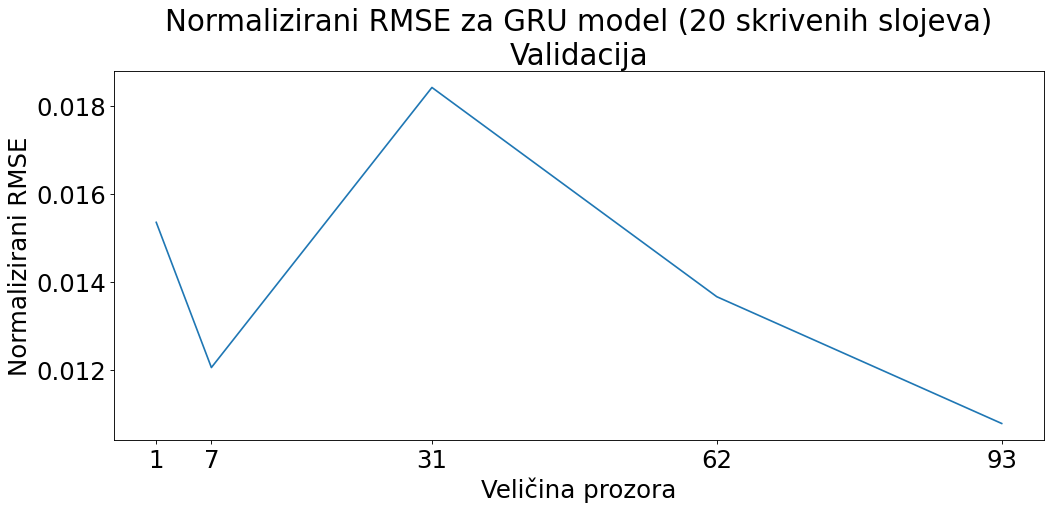 Normalizirani RMSE za GRU model (20 skrivenih slojeva)
Validacija
Normalizirani RMSE
0.018
0.016
0.014
0.012
1 7 31 62 93
Veličina prozora